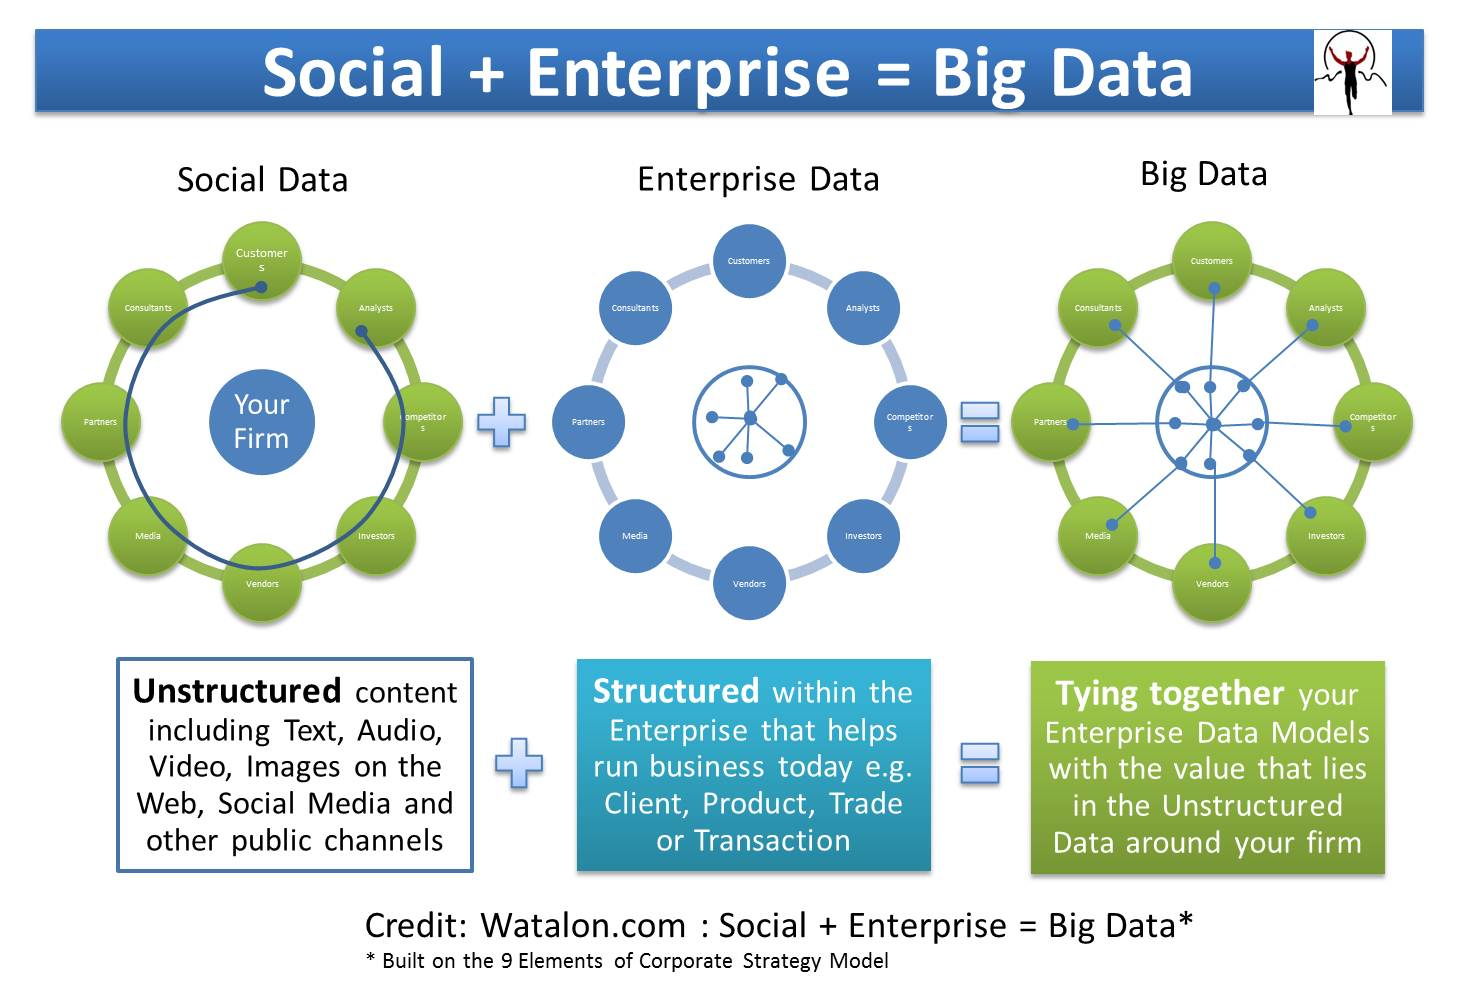 Social + Enterprise = Big Data
Social Data
Enterprise Data
Big Data
Customer
s
Analysts
Competitor
s
Investors
Vendors
Media
Partners
Consultants
Your
Firm
Customers
Analysts
Competitor
s
Investors
Vendors
Media
Partners
Consultants
Customers
Analysts
Competitor
s
Investors
Vendors
Media
Partners
Consultants
Unstructured content
including Text, Audio,
Video, Images on the
Web, Social Media and
other public channels
Structured within the
Enterprise that helps
run business today e.g.
Client, Product, Trade
or Transaction
Tying together your
Enterprise Data Models
with the value that lies
in the Unstructured
Data around your firm
Credit: Watalon.com : Social + Enterprise = Big Data*
* Built on the 9 Elements of Corporate Strategy Model